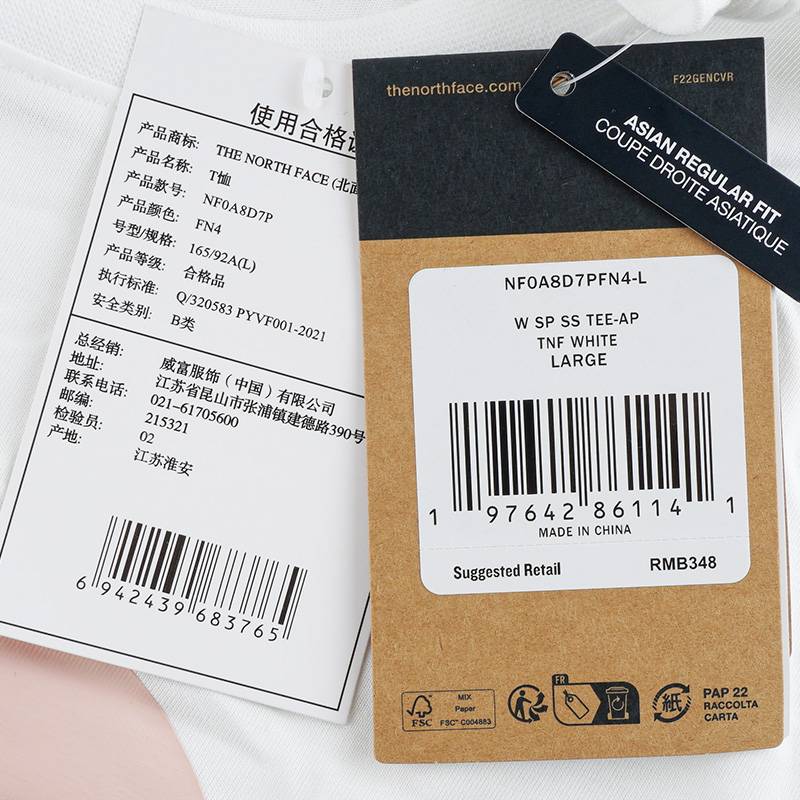 使用合格证
产品商标: THE NORTH FACE (北面
产品名称: T恤
产品款号: NF0A8D7P
产品颜色: FN4
号型/规格: 165/92A(L)
产品等级: 合格品
执行标准: Q/320583 PYVF001-2021
安全类别: B类
总经销: 威富服饰（中国）有限公司
地址: 江苏省昆山市张浦镇建德路390号
联系电话: 021-61705600
邮编: 215321
检验员: 02
产地: 江苏淮安
6 942439 683765
thenorthface.com
F22GENCVR
ASIAN REGULAR FIT
COUPE DROITE ASIATIQUE
NF0A8D7PFN4-L
W SP SS TEE-AP
TNF WHITE
LARGE
1 97642 86114 1
MADE IN CHINA
Suggested Retail RMB348
FSC
MIX
Paper
FSC™ C004883
FR
紙
PAP 22
RACCOLTA
CARTA